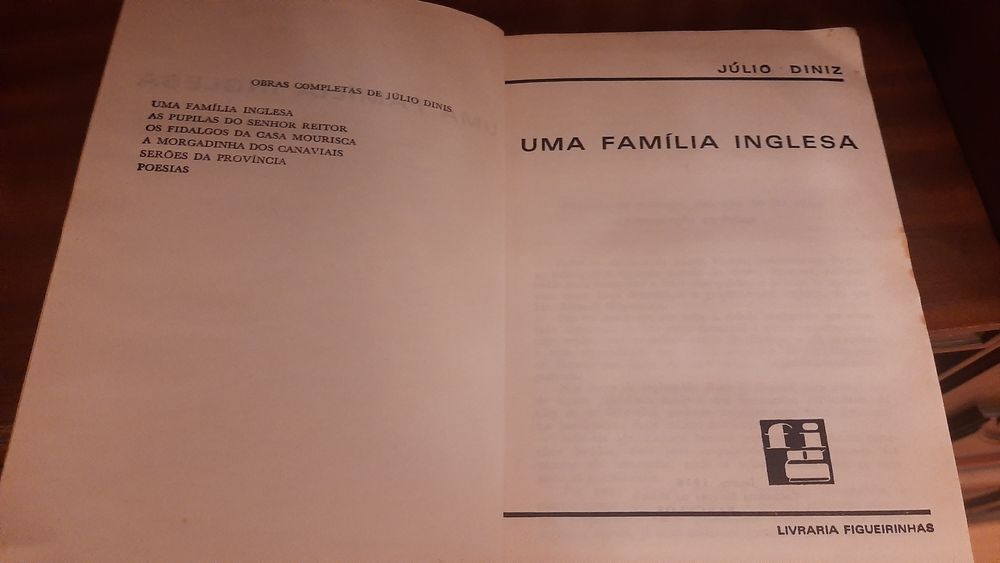 OBRAS COMPLETAS DE JÚLIO DINIS
UMA FAMÍLIA INGLESA
AS PUPILAS DO SENHOR REITOR
OS FIDALGOS DA CASA MOURISCA
A MORGADINHA DOS CANAVIAIS
SERÕES DA PROVÍNCIA
POESIAS
JÚLIO DINIZ
UMA FAMÍLIA INGLESA
fig
LIVRARIA FIGUEIRINHAS